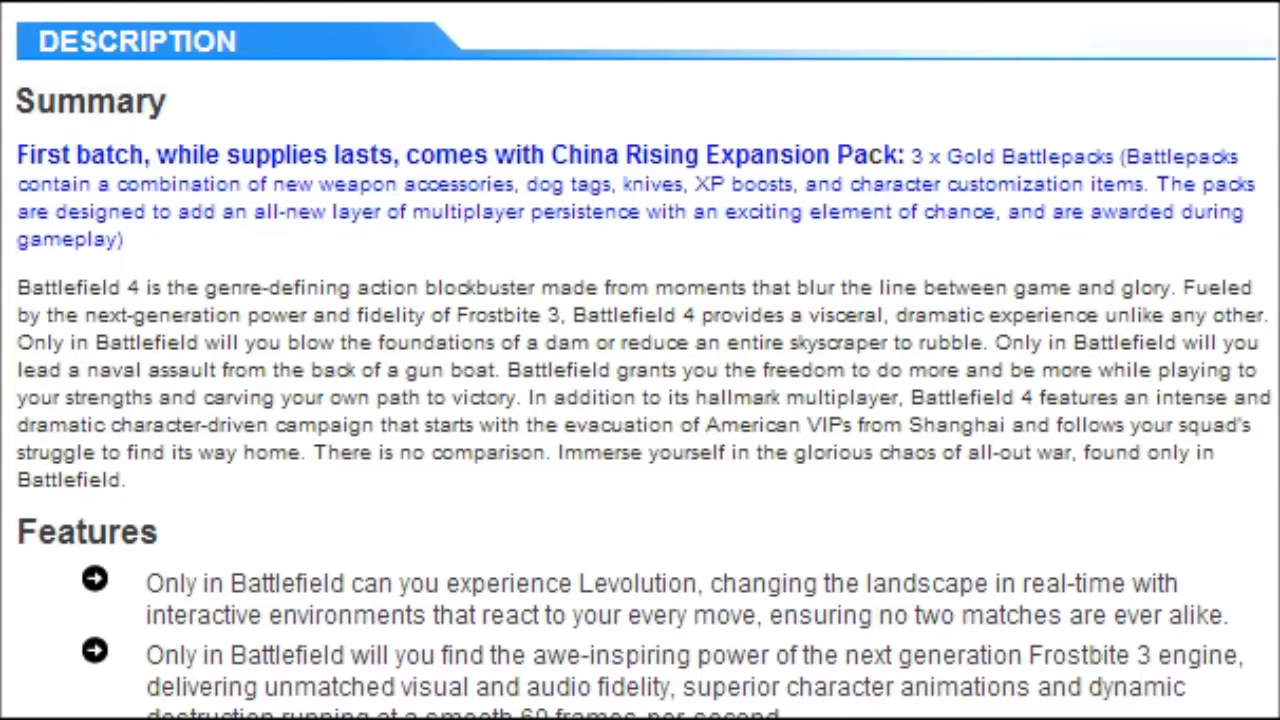 DESCRIPTION
Summary
First batch, while supplies lasts, comes with China Rising Expansion Pack: 3 x Gold Battlepacks (Battlepacks
contain a combination of new weapon accessories, dog tags, knives, XP boosts, and character customization items. The packs
are designed to add an all-new layer of multiplayer persistence with an exciting element of chance, and are awarded during
gameplay)
Battlefield 4 is the genre-defining action blockbuster made from moments that blur the line between game and glory. Fueled
by the next-generation power and fidelity of Frostbite 3, Battlefield 4 provides a visceral, dramatic experience unlike any other.
Only in Battlefield will you blow the foundations of a dam or reduce an entire skyscraper to rubble. Only in Battlefield will you
lead a naval assault from the back of a gun boat. Battlefield grants you the freedom to do more and be more while playing to
your strengths and carving your own path to victory. In addition to its hallmark multiplayer, Battlefield 4 features an intense and
dramatic character-driven campaign that starts with the evacuation of American VIPs from Shanghai and follows your squad's
struggle to find its way home. There is no comparison. Immerse yourself in the glorious chaos of all-out war, found only in
Battlefield.
Features
Only in Battlefield can you experience Levolution, changing the landscape in real-time with
interactive environments that react to your every move, ensuring no two matches are ever alike.
Only in Battlefield will you find the awe-inspiring power of the next generation Frostbite 3 engine,
delivering unmatched visual and audio fidelity, superior character animations and dynamic
destruction running at a smooth 60 frames-per-second.